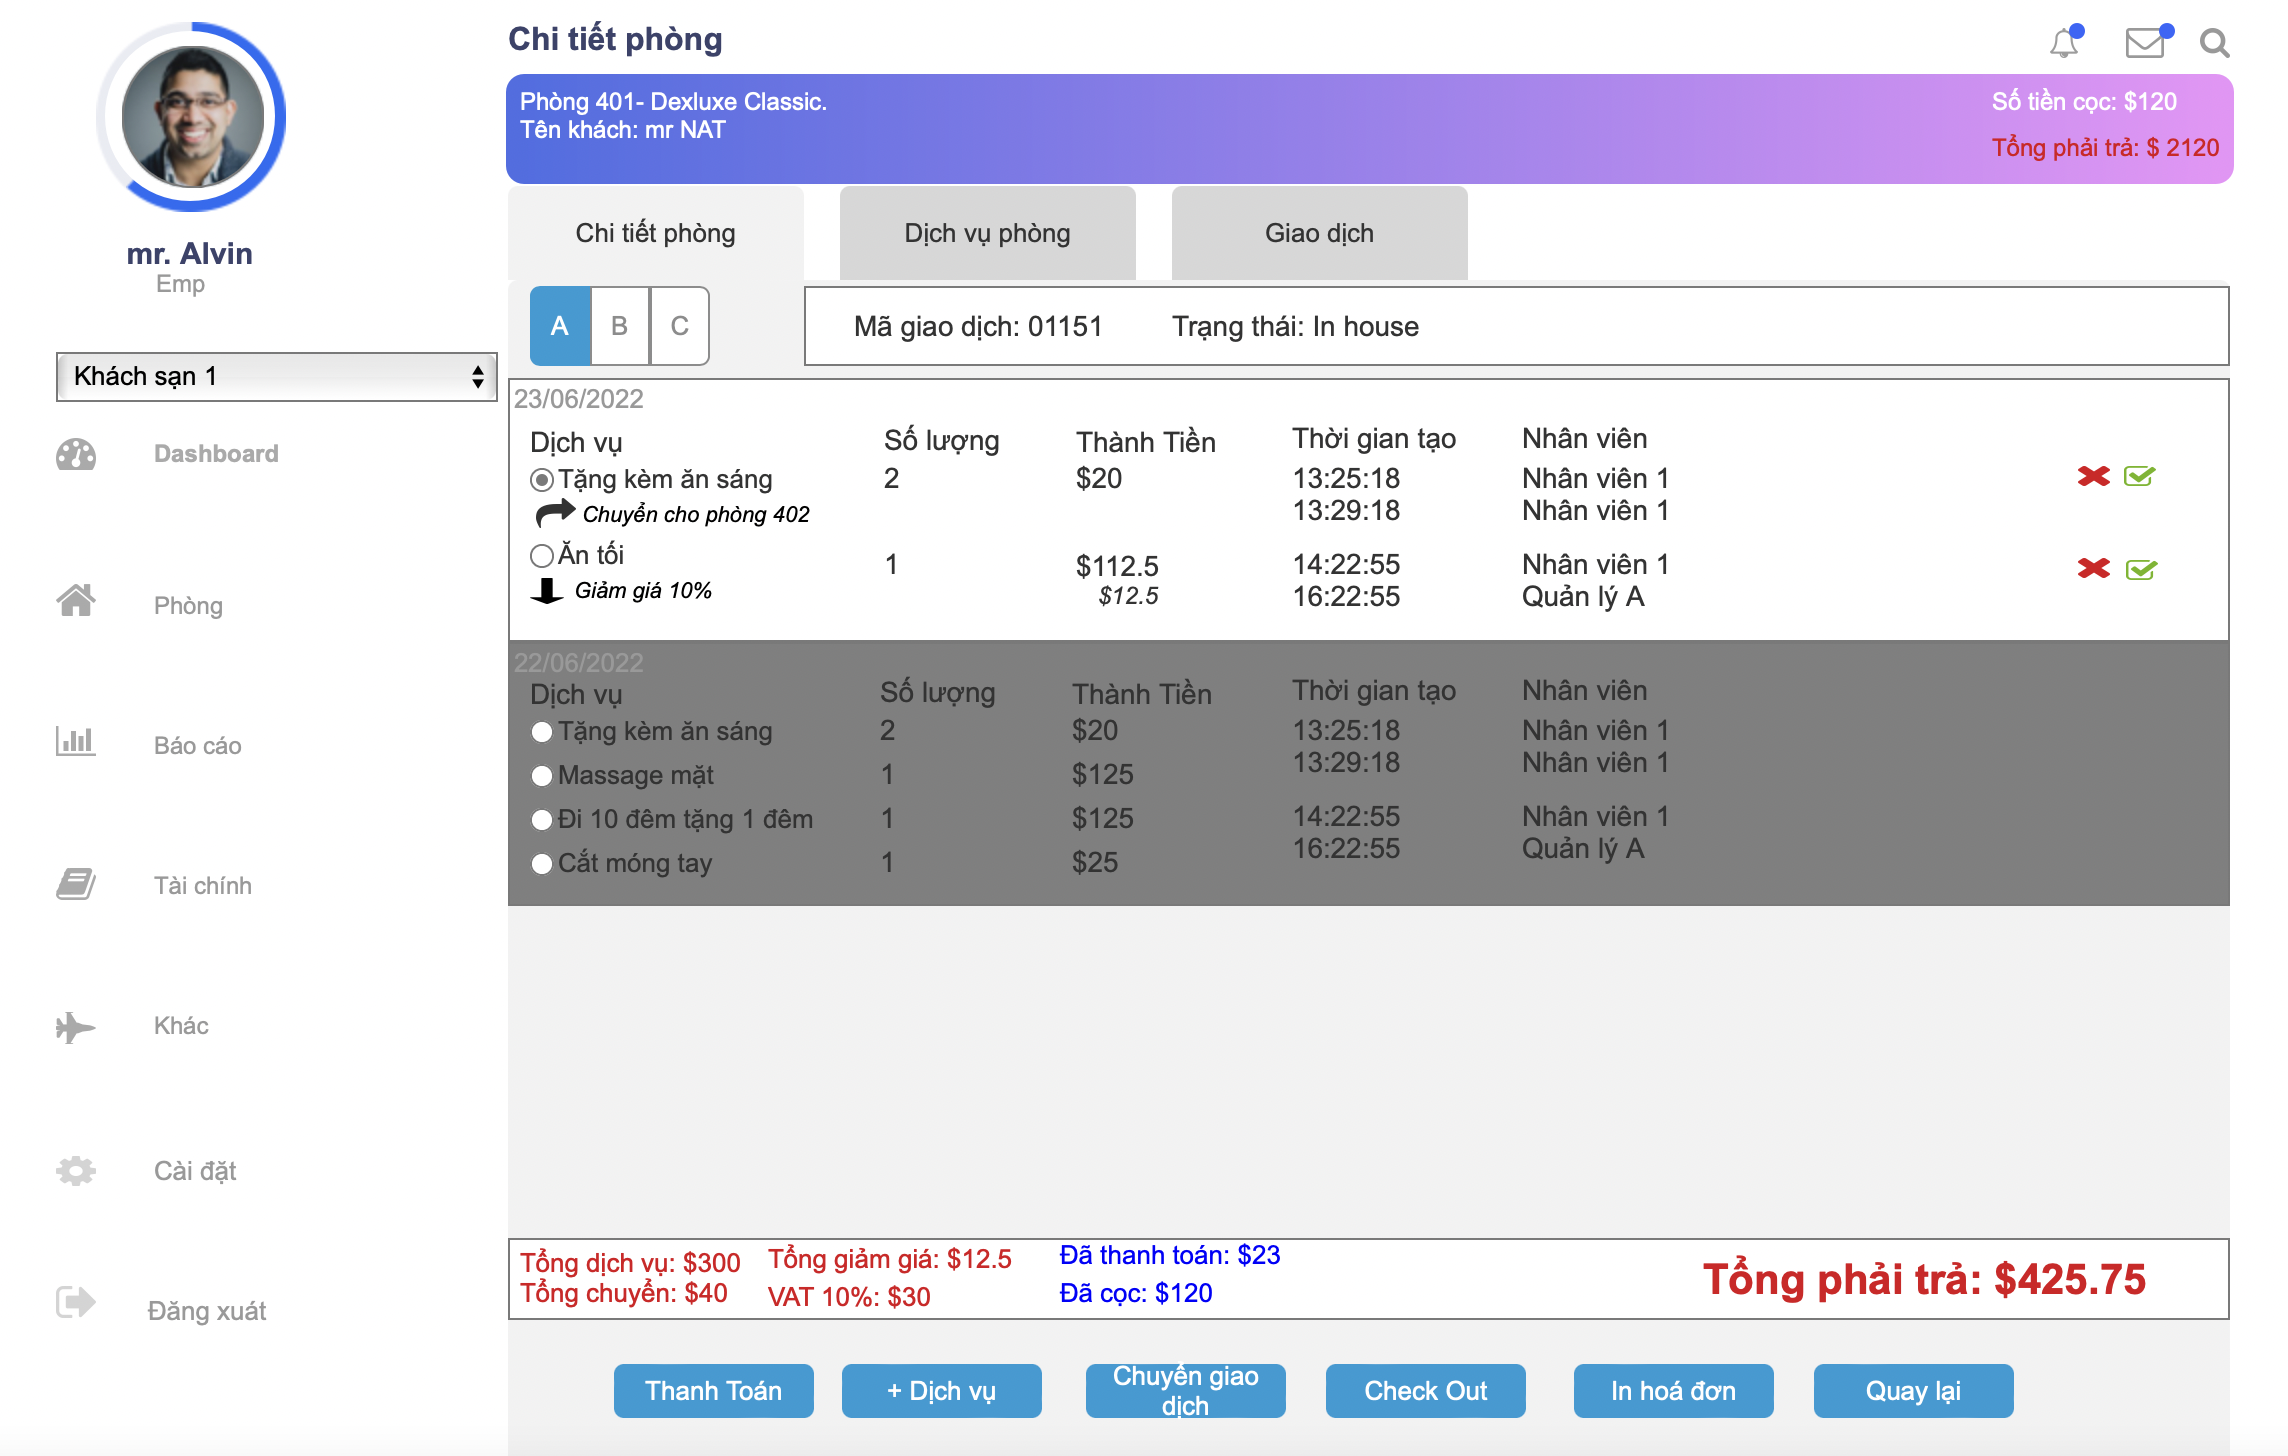 mr. Alvin
Emp
Khách sạn 1
Dashboard
Phòng
Báo cáo
Tài chính
Khác
Cài đặt
Đăng xuát
Chi tiết phòng
Phòng 401- Dexluxe Classic.
Tên khách: mr NAT
Số tiền cọc: $120
Tổng phải trả: $ 2120
Chi tiết phòng
Dịch vụ phòng
Giao dịch
A B C
Mã giao dịch: 01151 Trạng thái: In house
23/06/2022
Dịch vụ Số lượng Thành Tiền Thời gian tạo Nhân viên
Tặng kèm ăn sáng 2 $20 13:25:18 Nhân viên 1
Chuyển cho phòng 402 13:29:18 Nhân viên 1
Ăn tối 1 $112.5 14:22:55 Nhân viên 1
Giảm giá 10% $12.5 16:22:55 Quản lý A
22/06/2022
Dịch vụ Số lượng Thành Tiền Thời gian tạo Nhân viên
Tặng kèm ăn sáng 2 $20 13:25:18 Nhân viên 1
13:29:18 Nhân viên 1
Massage mặt 1 $125
Đi 10 đêm tặng 1 đêm 1 $125 14:22:55 Nhân viên 1
16:22:55 Quản lý A
Cắt móng tay 1 $25
Tổng dịch vụ: $300 Tổng giảm giá: $12.5 Đã thanh toán: $23
Tổng chuyển: $40 VAT 10%: $30 Đã cọc: $120
Tổng phải trả: $425.75
Thanh Toán
+ Dịch vụ
Chuyển giao
dịch
Check Out
In hoá đơn
Quay lại